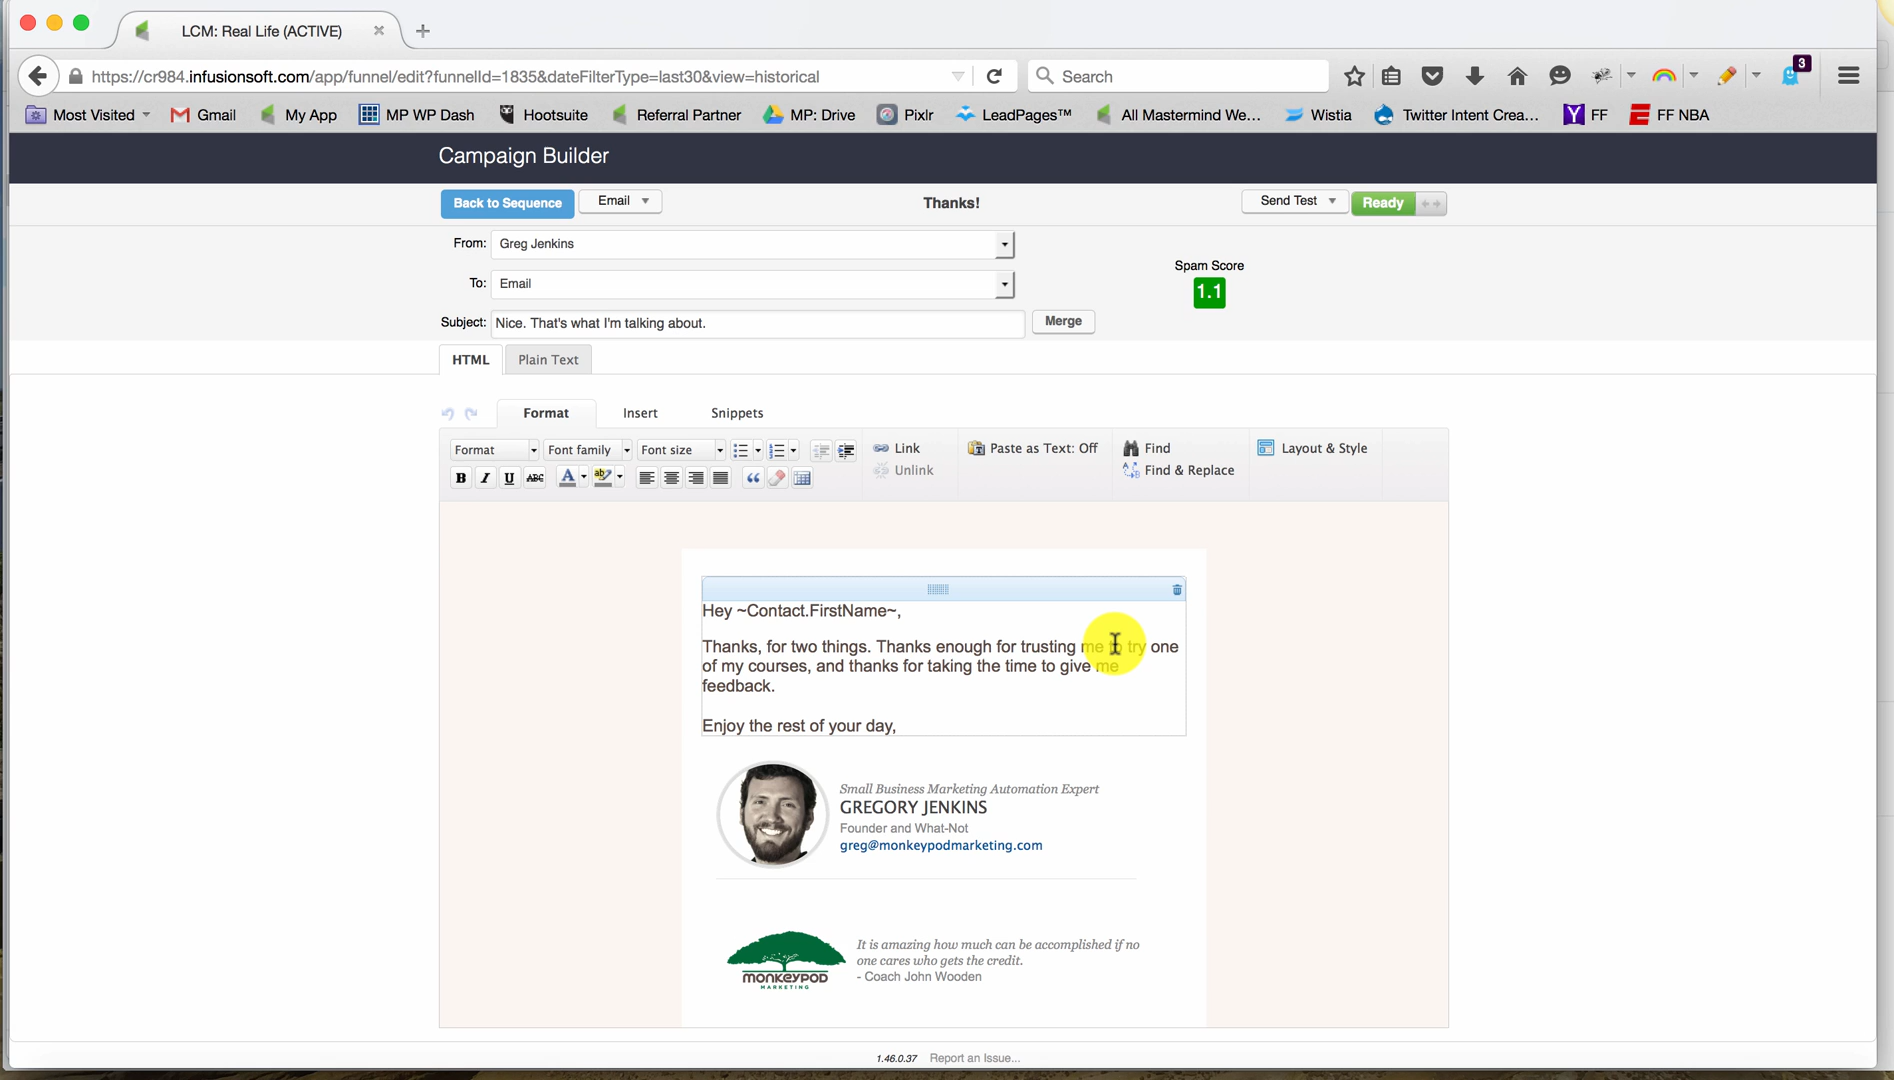 LCM: Real Life (ACTIVE)
https://cr984.infusionsoft.com/app/funnel/edit?funnelId=1835&dateFilterType=last30&view=historical
Search
3
Most Visited
Gmail
My App
MP WP Dash
Hootsuite
Referral Partner
MP: Drive
Pixlr
LeadPages™
All Mastermind We...
Wistia
Twitter Intent Crea...
FF
FF NBA
Campaign Builder
Back to Sequence
Email
Thanks!
Send Test
Ready
From: Greg Jenkins
To: Email
Spam Score
1.1
Subject: Nice. That's what I'm talking about.
Merge
HTML
Plain Text
Format
Insert
Snippets
Format
Font family
Font size
Link
Paste as Text: Off
Find
Layout & Style
B I U ABC
Unlink
Find & Replace
Hey ~Contact.FirstName~,
Thanks, for two things. Thanks enough for trusting me to try one
of my courses, and thanks for taking the time to give me
feedback.
Enjoy the rest of your day,
Small Business Marketing Automation Expert
GREGORY JENKINS
Founder and What-Not
greg@monkeypodmarketing.com
MONKEYPOD
MARKETING
It is amazing how much can be accomplished if no
one cares who gets the credit.
- Coach John Wooden
1.46.0.37 Report an Issue...